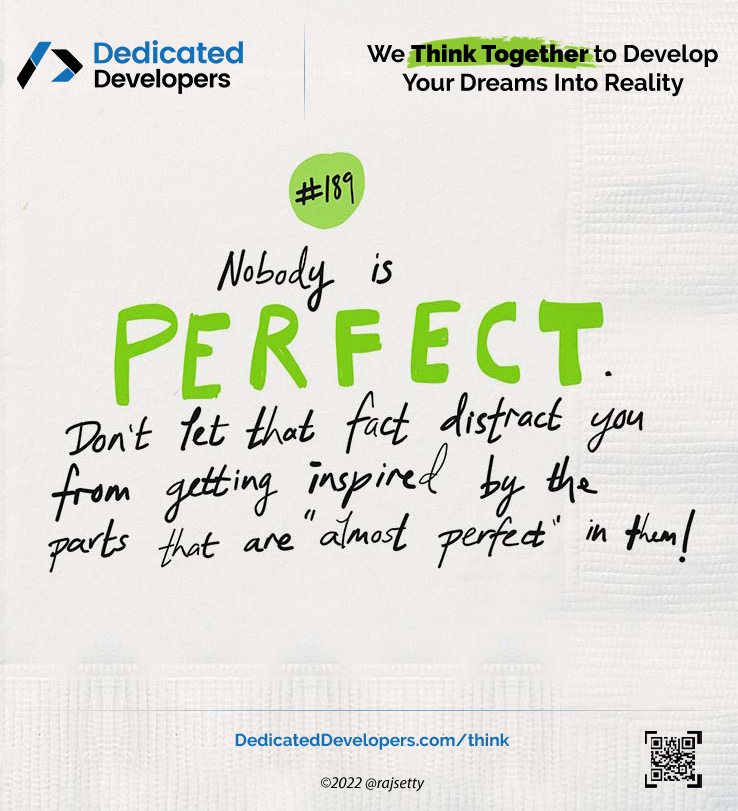 Dedicated
Developers
We Think Together to Develop
Your Dreams Into Reality
#189
Nobody is
PERFECT.
Don't let that fact distract you
from getting inspired by the
parts that are "almost perfect" in them!
DedicatedDevelopers.com/think
©2022 @rajsetty